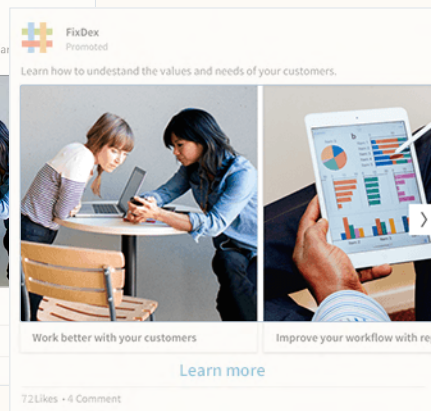 FixDex
Promoted
Learn how to undestand the values and needs of your customers.
Work better with your customers
Improve your workflow with re
Learn more
72Likes • 4 Comment